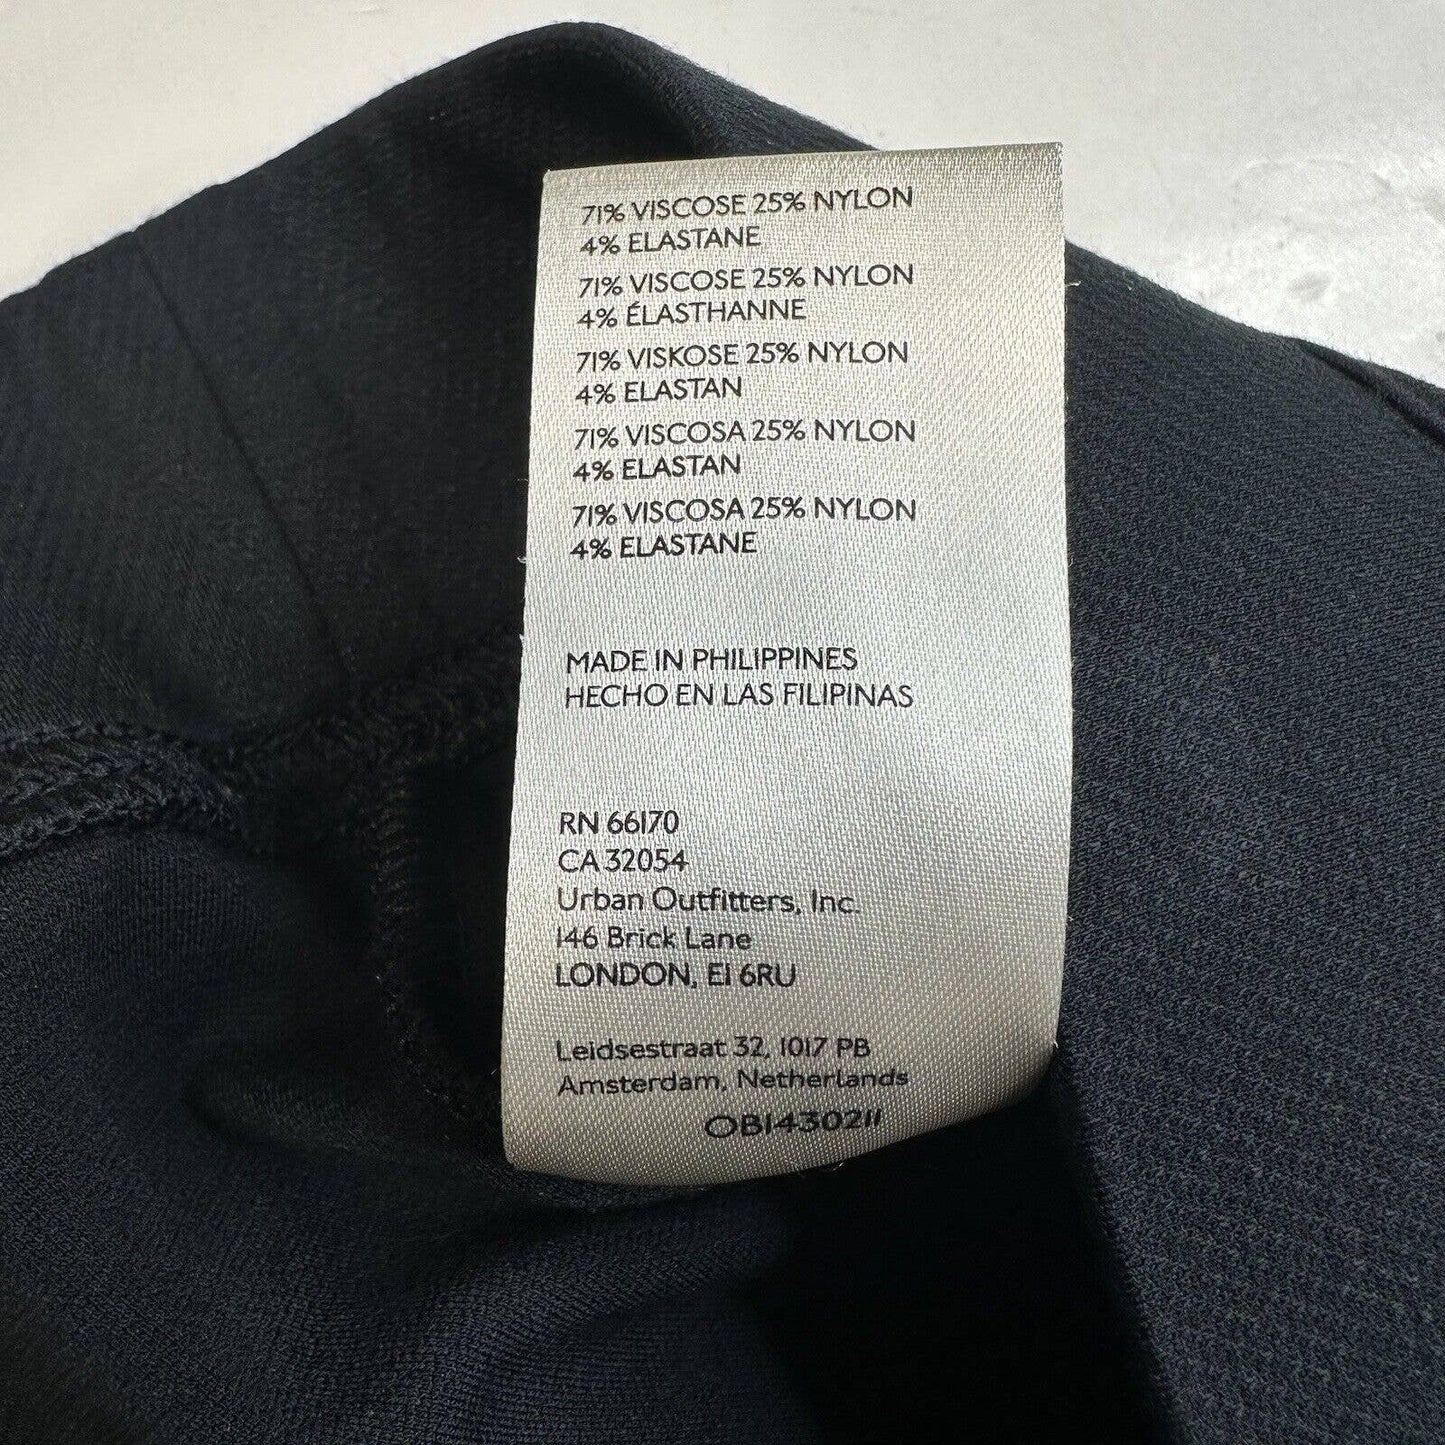 71% VISCOSE 25% NYLON
4% ELASTANE
71% VISCOSE 25% NYLON
4% ÉLASTHANNE
71% VISKOSE 25% NYLON
4% ELASTAN
71% VISCOSA 25% NYLON
4% ELASTAN
71% VISCOSA 25% NYLON
4% ELASTANE
MADE IN PHILIPPINES
HECHO EN LAS FILIPINAS
RN 66170
CA 32054
Urban Outfitters, Inc.
146 Brick Lane
LONDON, E1 6RU
Leidsestraat 32, 1017 PB
Amsterdam, Netherlands
OB1430211